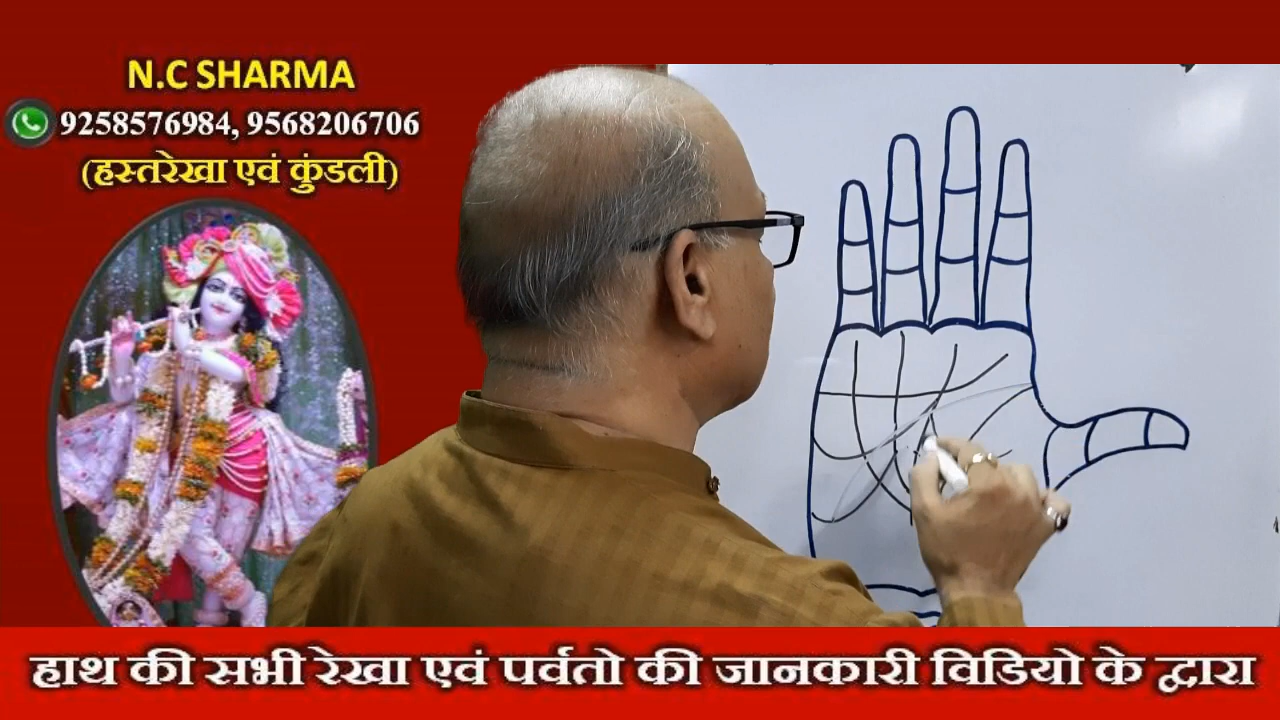 N.C SHARMA
9258576984, 9568206706
(हस्तरेखा एवं कुंडली)
हाथ की सभी रेखा एवं पर्वतो की जानकारी विडियो के द्वारा